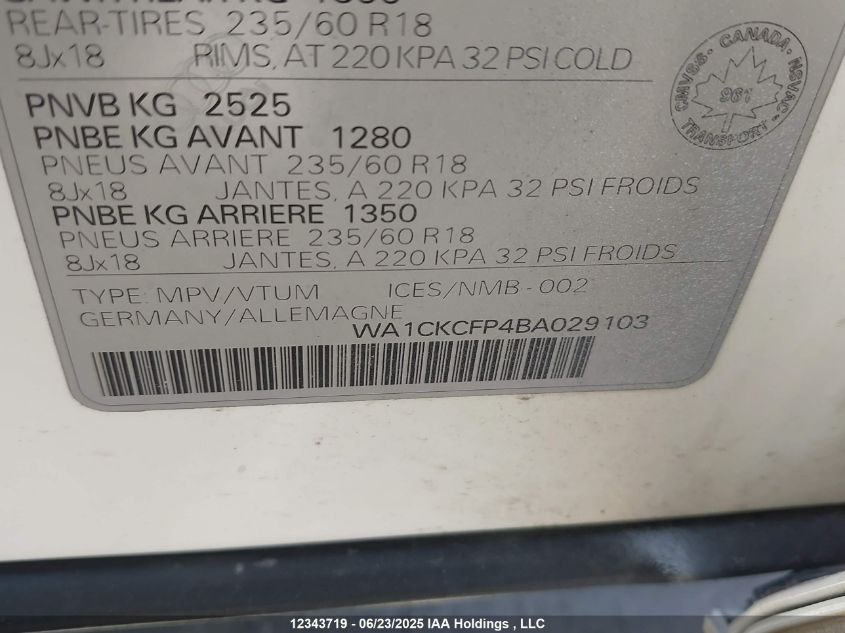 REAR-TIRES 235/60 R18
8Jx18 RIMS, AT 220 KPA 32 PSI COLD
PNVB KG 2525
PNBE KG AVANT 1280
PNEUS AVANT 235/60 R18
8Jx18 JANTES, A 220 KPA 32 PSI FROIDS
PNBE KG ARRIERE 1350
PNEUS ARRIERE 235/60 R18
8Jx18 JANTES, A 220 KPA 32 PSI FROIDS
TYPE: MPV/VTUM ICES/NMB-002
GERMANY/ALLEMAGNE
WA1CKCFP4BA029103
CANADA · NSVAC · TRANSPORT · CMVSS ·
961
12343719 - 06/23/2025 IAA Holdings , LLC